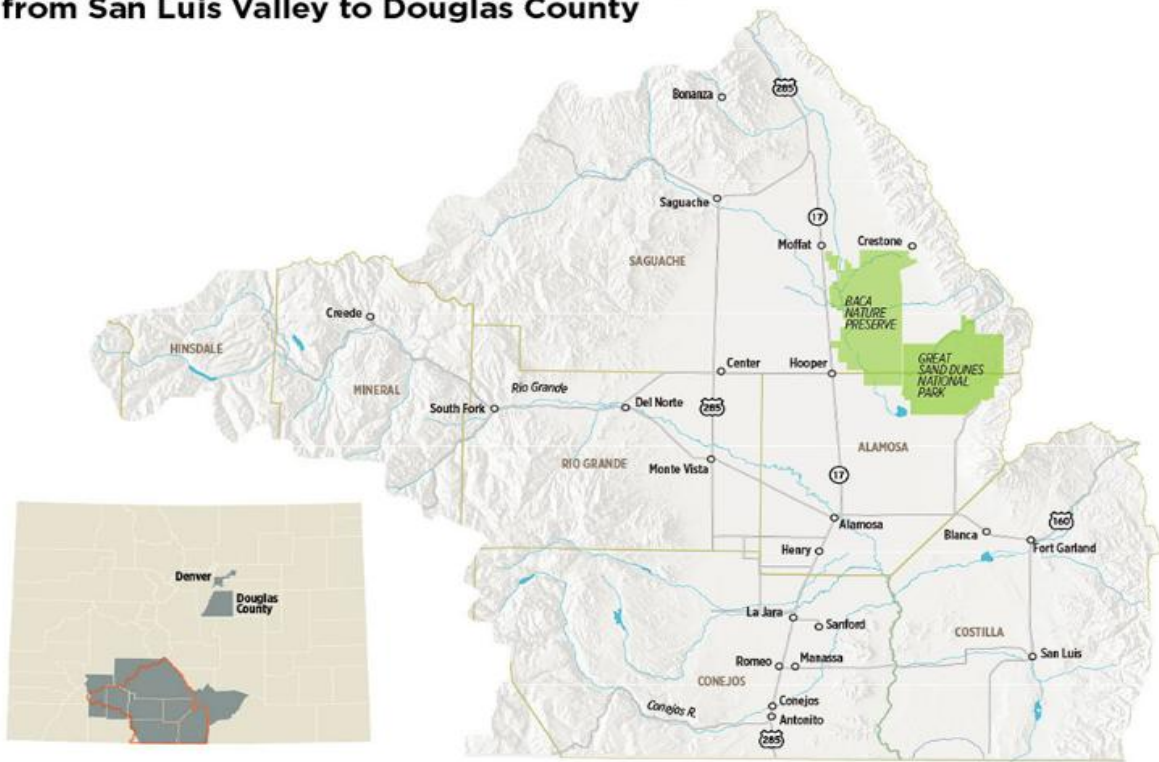 from San Luis Valley to Douglas County
285
Bonanza
Saguache
17
Moffat
Crestone
SAGUACHE
BACA
NATURE
PRESERVE
Creede
HINSDALE
GREAT
SAND DUNES
NATIONAL
PARK
Center
Hooper
MINERAL
Rio Grande
South Fork
Del Norte
285
ALAMOSA
RIO GRANDE
Monte Vista
17
Alamosa
160
Blanca
Fort Garland
Henry
Denver
Douglas
County
La Jara
Sanford
COSTILLA
Romeo
Manassa
San Luis
CONEJOS
Conejos R.
Conejos
Antonito
285